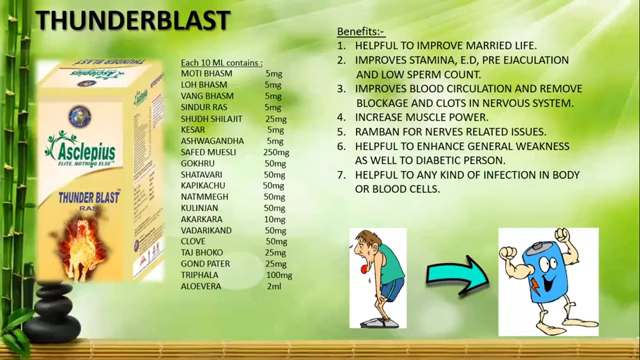 THUNDERBLAST
Each 10 ML contains :
MOTI BHASM 5mg
LOH BHASM 5mg
VANG BHASM 5mg
SINDUR RAS 5mg
SHUDH SHILAJIT 25mg
KESAR 5mg
ASHWAGANDHA 5mg
SAFED MUESLI 250mg
GOKHRU 50mg
SHATAVARI 50mg
KAPIKACHU 50mg
NATMMEGH 50mg
KULINJAN 50mg
AKARKARA 10mg
VADARIKAND 50mg
CLOVE 50mg
TAJ BHOKO 25mg
GOND PATER 25mg
TRIPHALA 100mg
ALOEVERA 2ml
Benefits:-
1. HELPFUL TO IMPROVE MARRIED LIFE.
2. IMPROVES STAMINA, E.D, PRE EJACULATION
AND LOW SPERM COUNT.
3. IMPROVES BLOOD CIRCULATION AND REMOVE
BLOCKAGE AND CLOTS IN NERVOUS SYSTEM.
4. INCREASE MUSCLE POWER.
5. RAMBAN FOR NERVES RELATED ISSUES.
6. HELPFUL TO ENHANCE GENERAL WEAKNESS
AS WELL TO DIABETIC PERSON.
7. HELPFUL TO ANY KIND OF INFECTION IN BODY
OR BLOOD CELLS.
Asclepius
ELITE, NOTHING ELSE
THUNDER BLAST
RAS